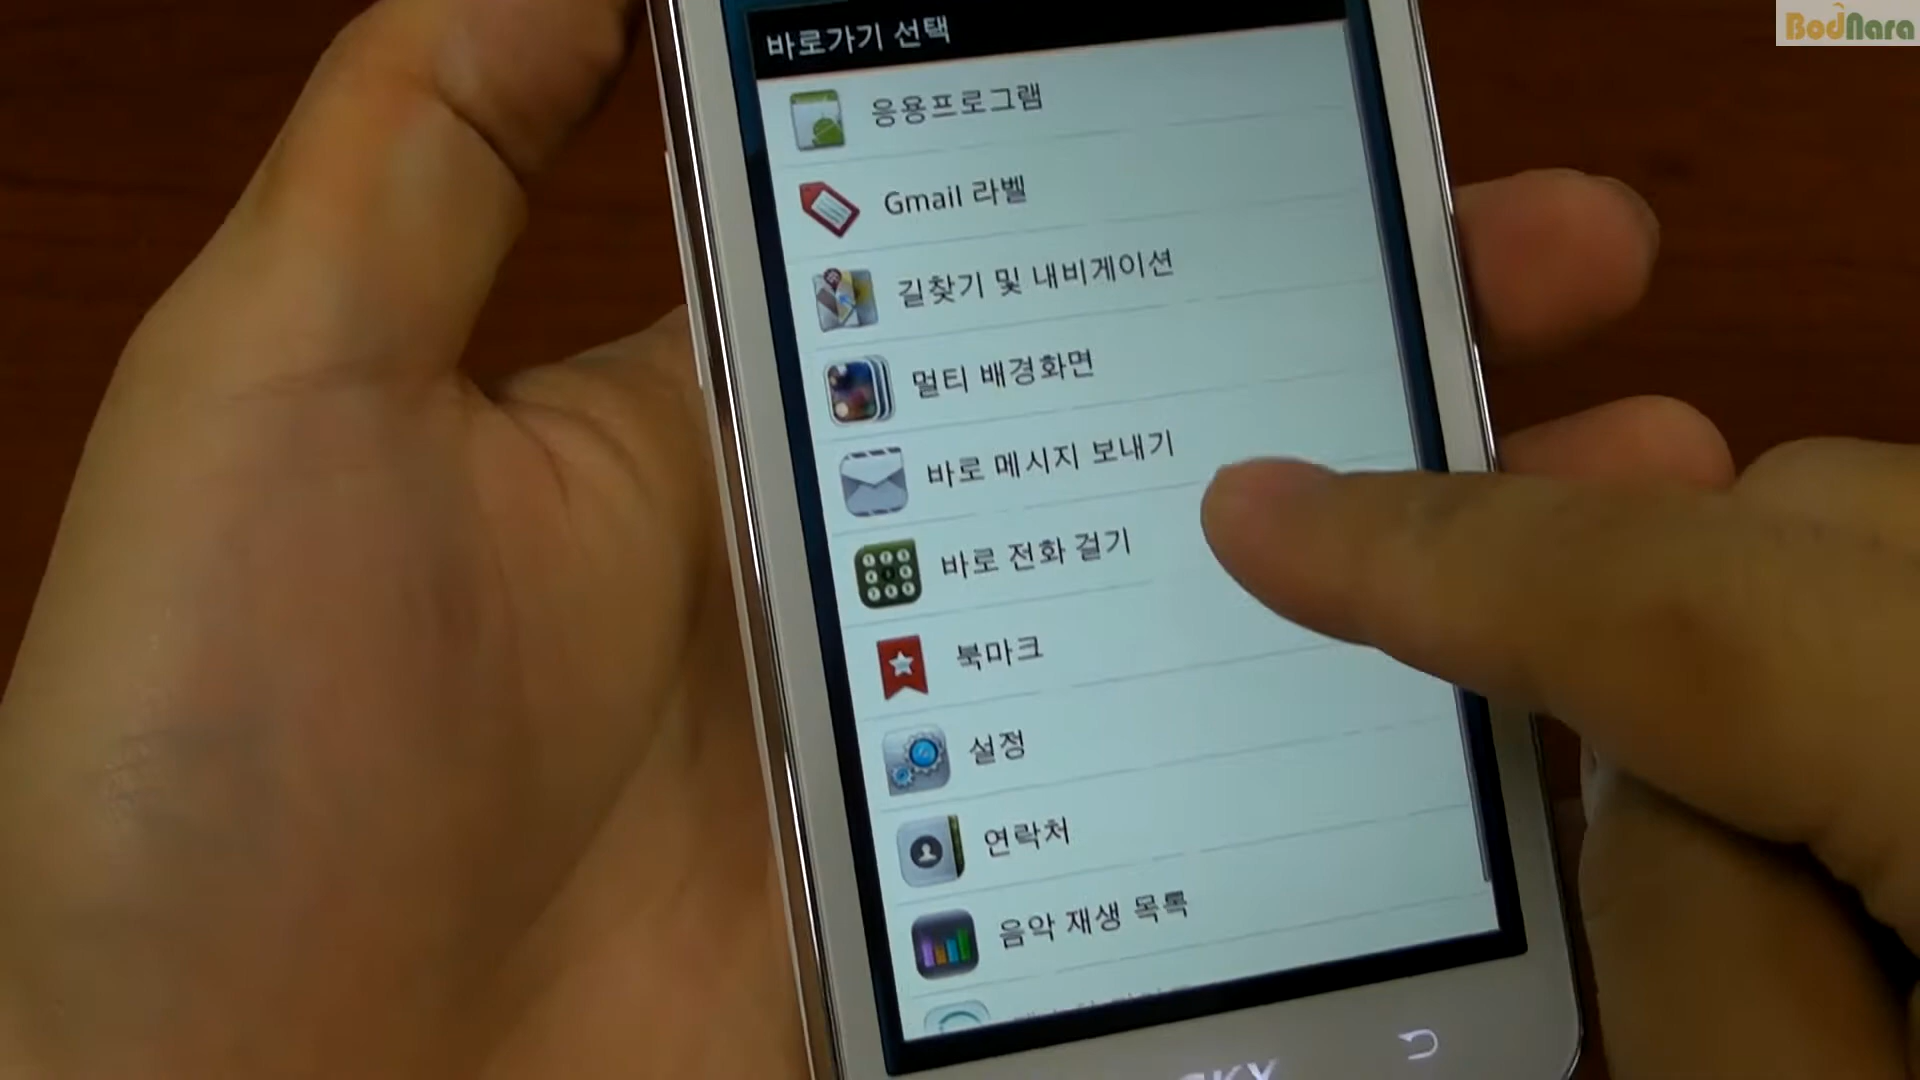 BodNara
바로가기 선택
응용프로그램
Gmail 라벨
길찾기 및 내비게이션
멀티 배경화면
바로 메시지 보내기
바로 전화 걸기
북마크
설정
연락처
음악 재생 목록
SKY